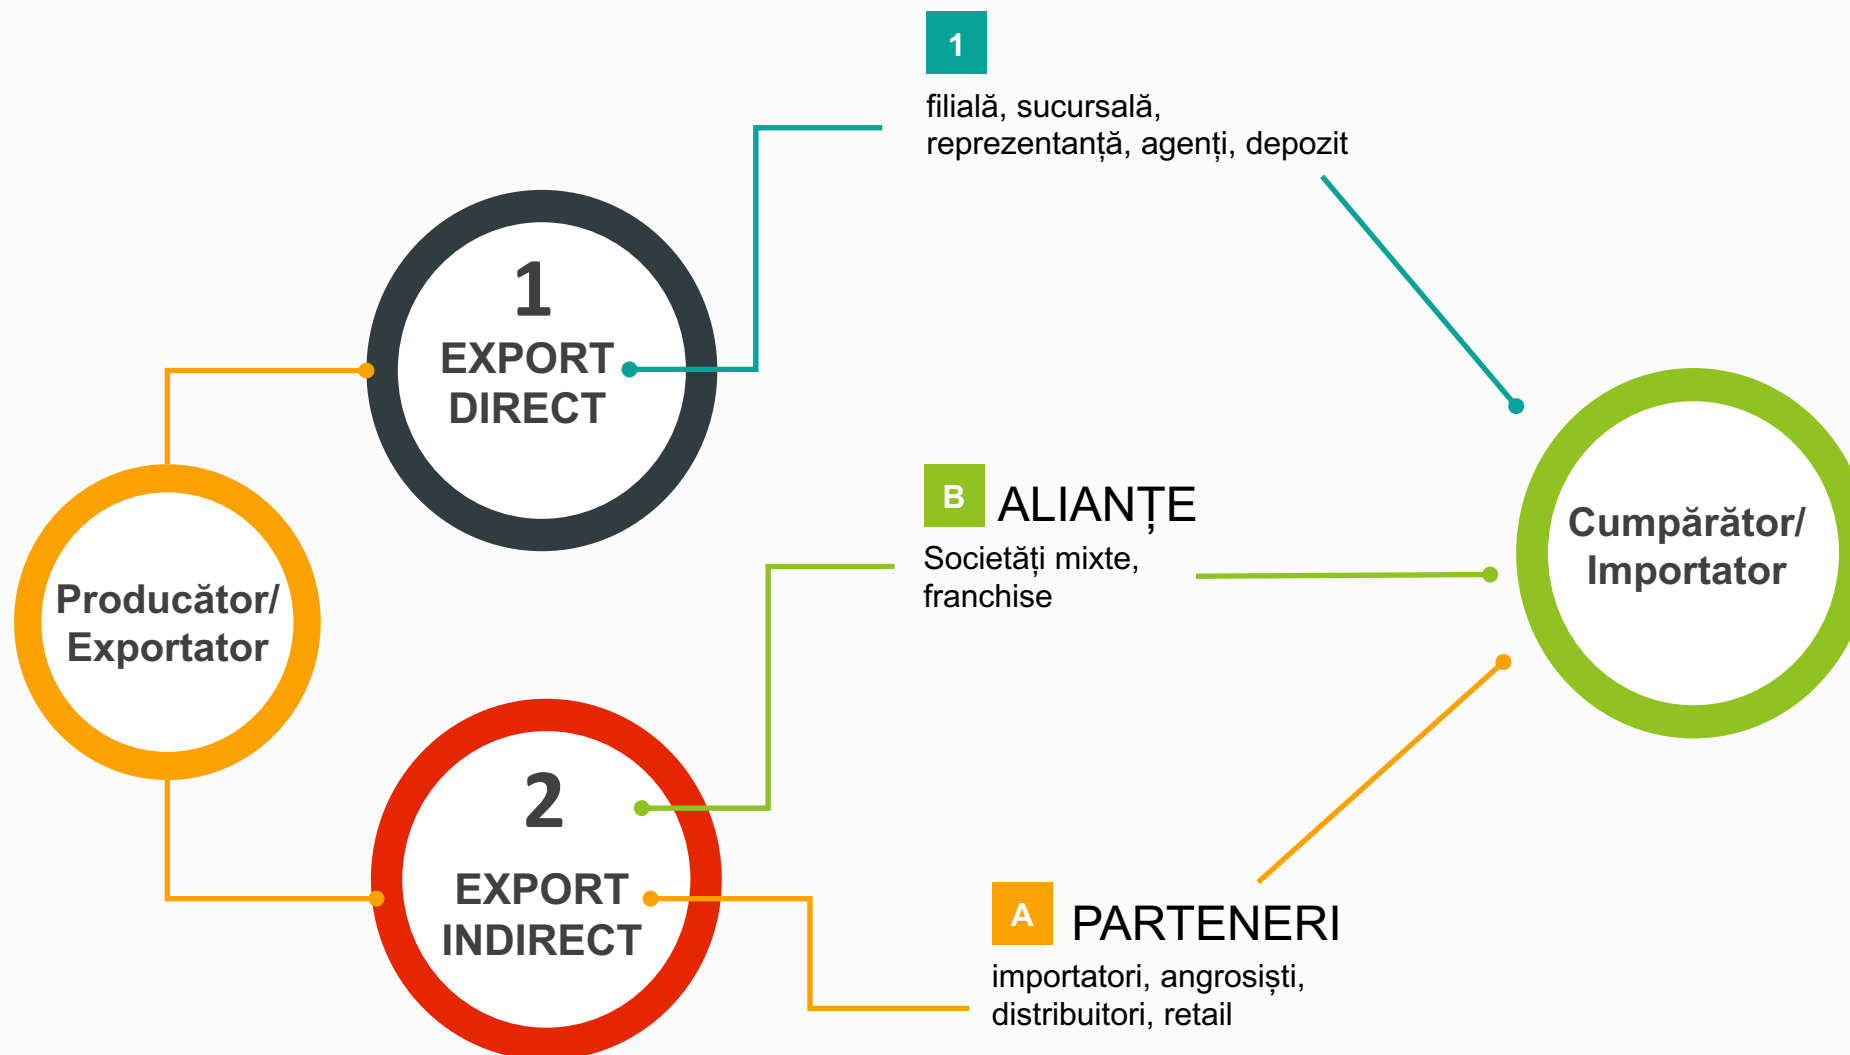 1
filială, sucursală,
reprezentanță, agenți, depozit
1
EXPORT
DIRECT
B
ALIANȚE
Societăți mixte,
franchise
Cumpărător/
Importator
Producător/
Exportator
2
EXPORT
INDIRECT
A
PARTENERI
importatori, angrosiști,
distribuitori, retail